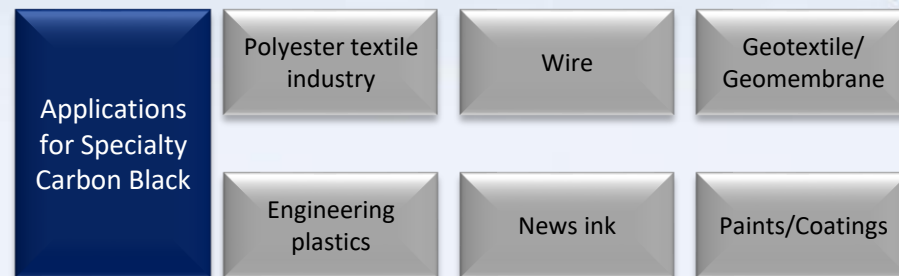 Applications
for Specialty
Carbon Black
Polyester textile
industry
Wire
Geotextile/
Geomembrane
Engineering
plastics
News ink
Paints/Coatings